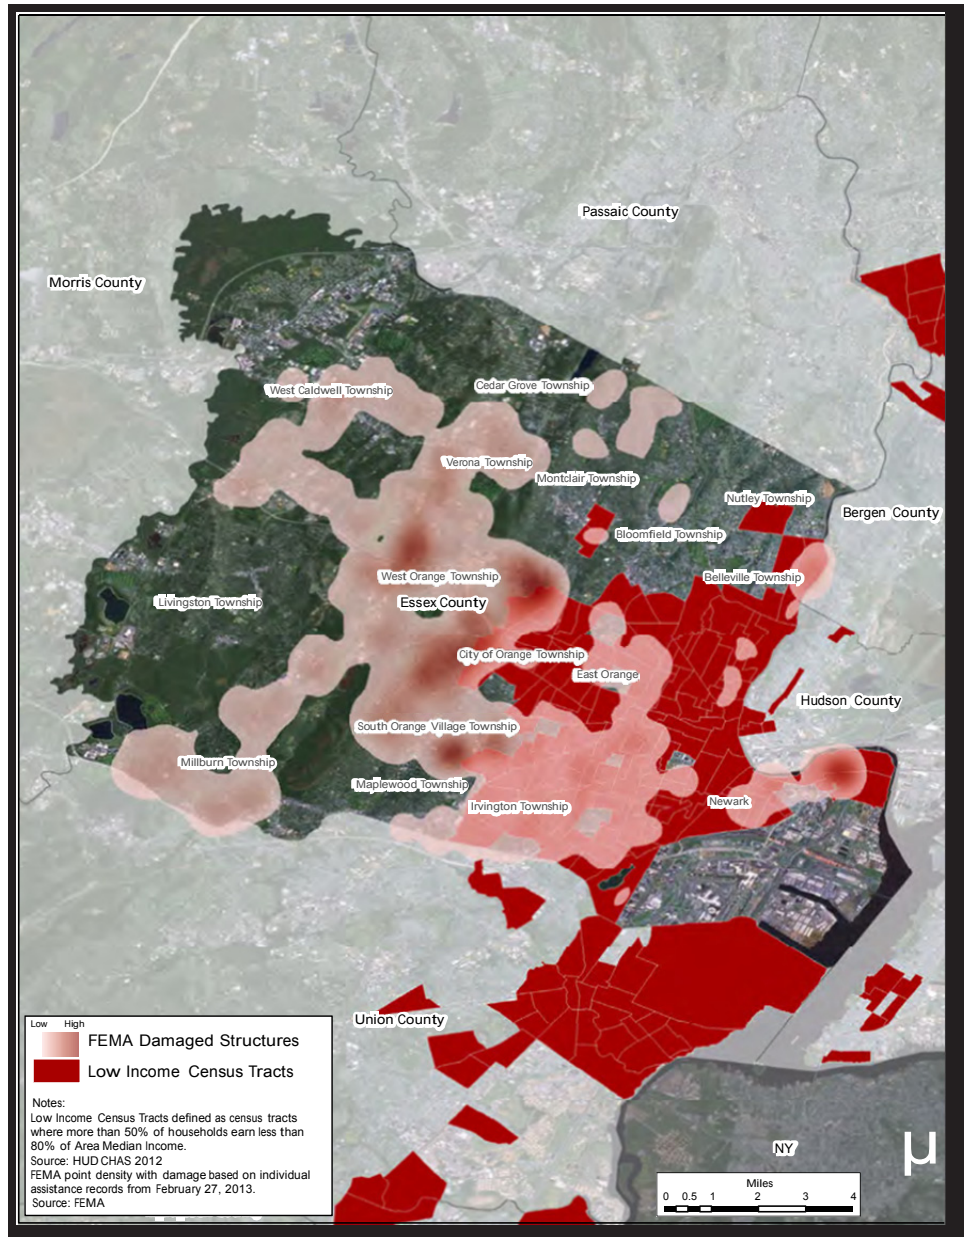 Passaic County
Morris County
West Caldwell Township
Cedar Grove Township
Verona Township
Montclair Township
Nutley Township
Bergen County
Bloomfield Township
West Orange Township
Belleville Township
Livingston Township
Essex County
City of Orange Township
East Orange
Hudson County
South Orange Village Township
Millburn Township
Maplewood Township
Irvington Township
Newark
Union County
NY
µ
Low High
FEMA Damaged Structures
Low Income Census Tracts
Notes:
Low Income Census Tracts defined as census tracts
where more than 50% of households earn less than
80% of Area Median Income.
Source: HUD CHAS 2012
FEMA point density with damage based on individual
assistance records from February 27, 2013.
Source: FEMA
Miles
0 0.5 1 2 3 4